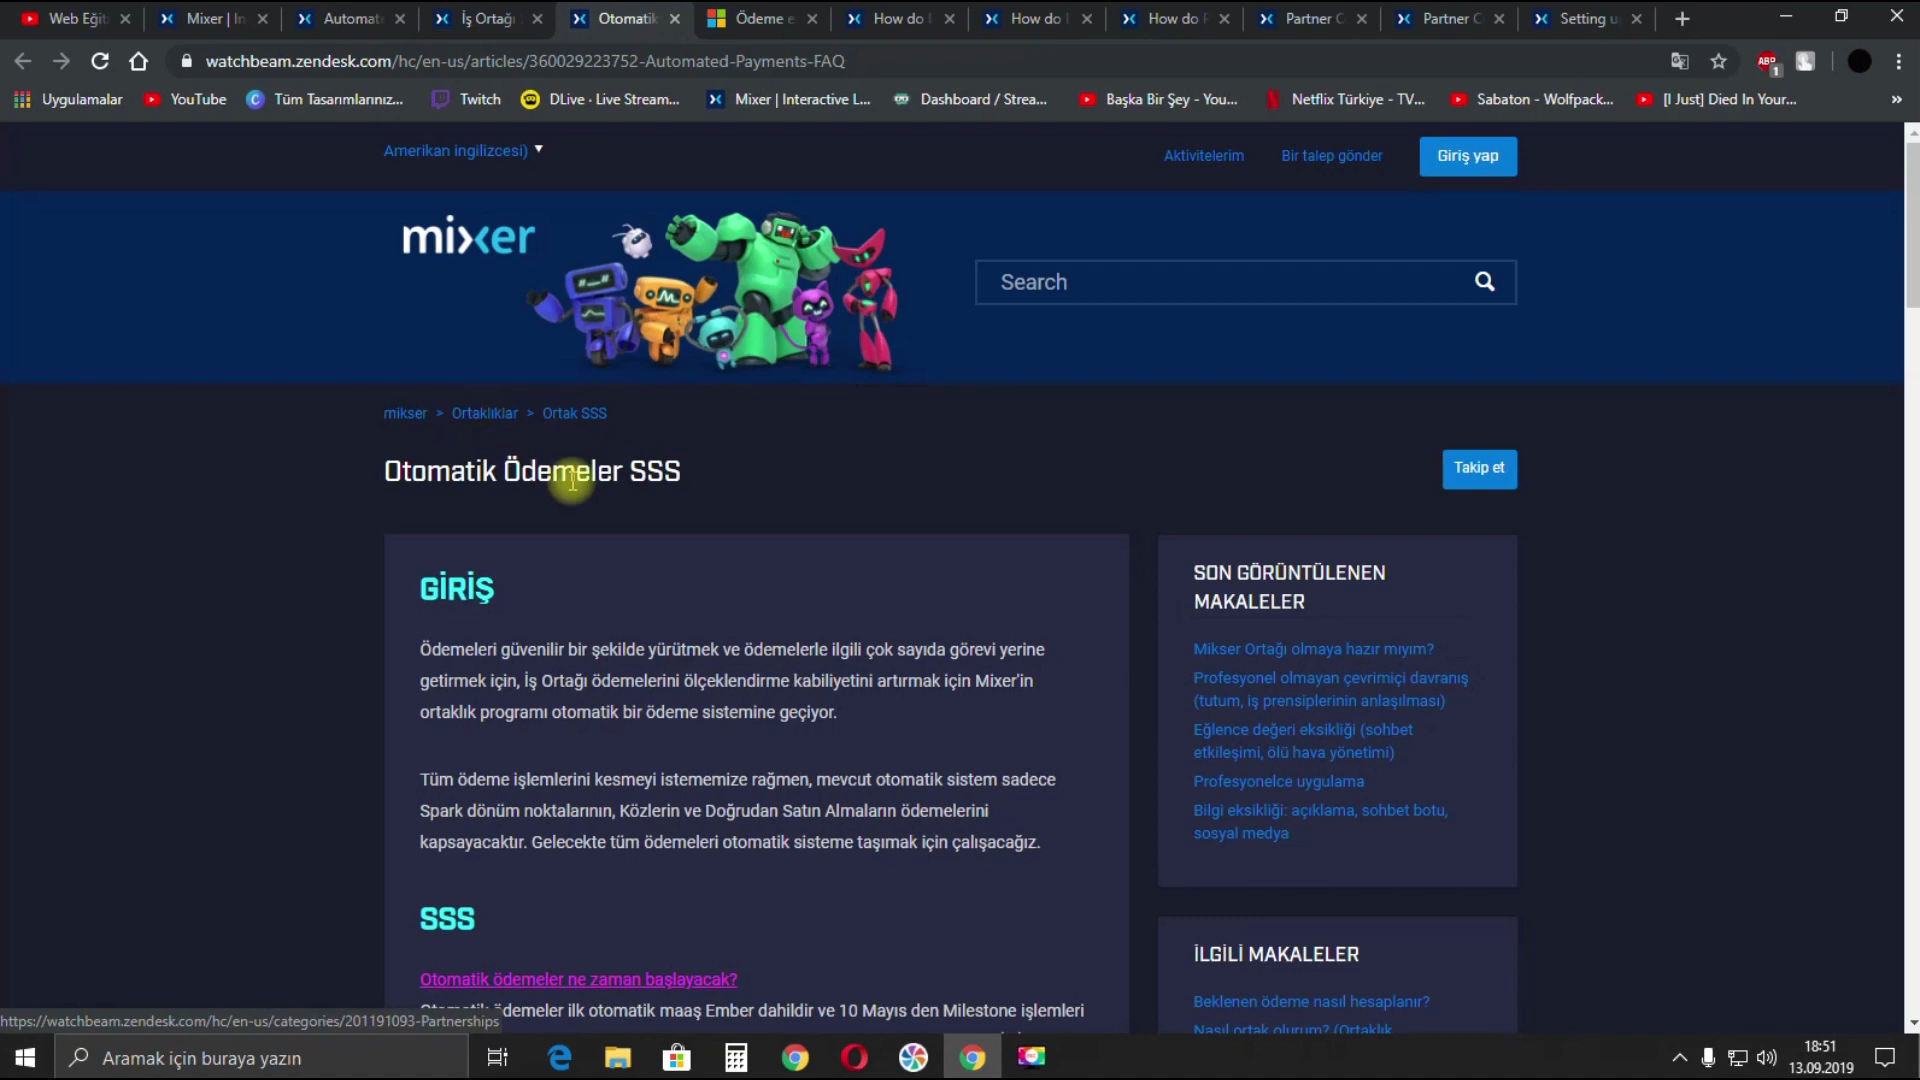 Web Eğit
Mixer | In
Automate
İş Ortağı
Otomatik
Ödeme e
How do I
How do I
How do
Partner C
Partner C
Setting u
watchbeam.zendesk.com/hc/en-us/articles/360029223752-Automated-Payments-FAQ
ABP
1
Uygulamalar
YouTube
Tüm Tasarımlarınız...
Twitch
DLive · Live Stream...
Mixer | Interactive L...
Dashboard / Strea...
Başka Bir Şey - You...
Netflix Türkiye - TV...
Sabaton - Wolfpack...
[I Just] Died In Your...
Amerikan ingilizcesi)
Aktivitelerim
Bir talep gönder
Giriş yap
mixer
Search
mikser > Ortaklıklar > Ortak SSS
Otomatik Ödemeler SSS
Takip et
GİRİŞ
Ödemeleri güvenilir bir şekilde yürütmek ve ödemelerle ilgili çok sayıda görevi yerine
getirmek için, İş Ortağı ödemelerini ölçeklendirme kabiliyetini artırmak için Mixer'in
ortaklık programı otomatik bir ödeme sistemine geçiyor.
Tüm ödeme işlemlerini kesmeyi istememize rağmen, mevcut otomatik sistem sadece
Spark dönüm noktalarının, Közlerin ve Doğrudan Satın Almaların ödemelerini
kapsayacaktır. Gelecekte tüm ödemeleri otomatik sisteme taşımak için çalışacağız.
SSS
Otomatik ödemeler ne zaman başlayacak?
Otomatik ödemeler ilk otomatik maaş Ember dahildir ve 10 Mayıs den Milestone işlemleri
SON GÖRÜNTÜLENEN
MAKALELER
Mikser Ortağı olmaya hazır mıyım?
Profesyonel olmayan çevrimiçi davranış
(tutum, iş prensiplerinin anlaşılması)
Eğlence değeri eksikliği (sohbet
etkileşimi, ölü hava yönetimi)
Profesyonelce uygulama
Bilgi eksikliği: açıklama, sohbet botu,
sosyal medya
İLGİLİ MAKALELER
Beklenen ödeme nasıl hesaplanır?
Nasıl ortak olurum? (Ortaklık
https://watchbeam.zendesk.com/hc/en-us/categories/201191093-Partnerships
Aramak için buraya yazın
18:51
13.09.2019